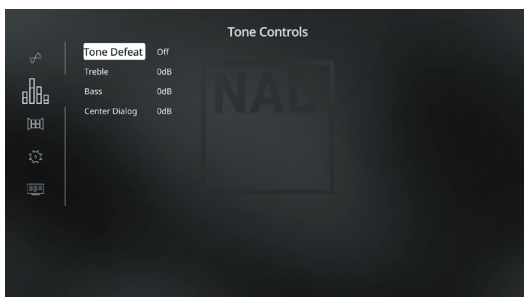 Tone Controls
Tone Defeat Off
Treble 0dB
Bass 0dB
Center Dialog 0dB
NAD